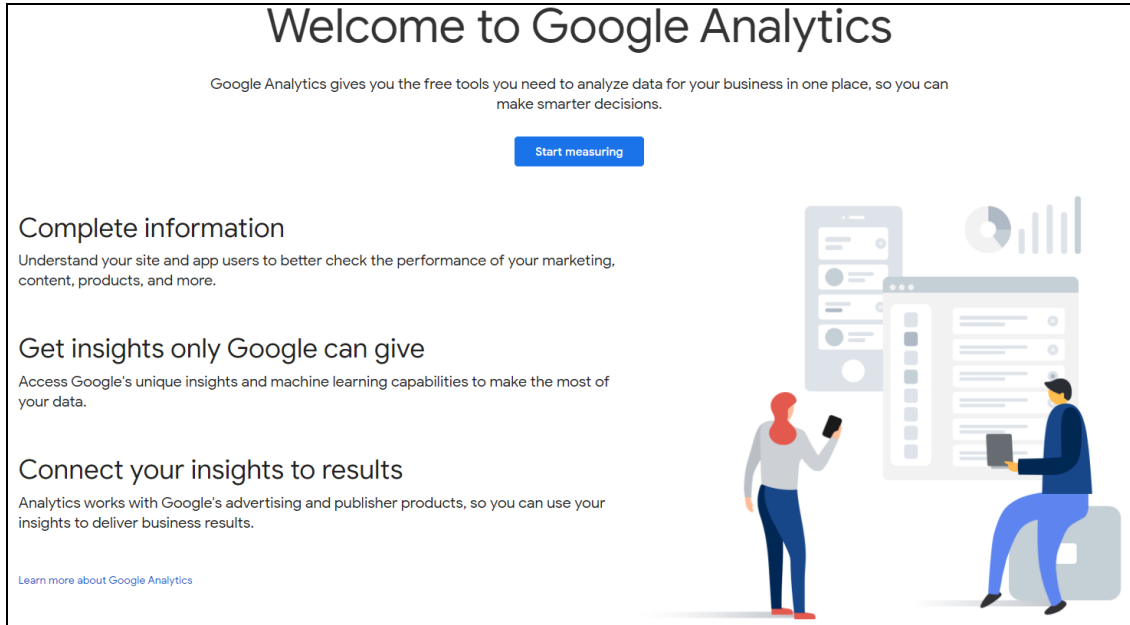 Welcome to Google Analytics
Google Analytics gives you the free tools you need to analyze data for your business in one place, so you can
make smarter decisions.
Start measuring
Complete information
Understand your site and app users to better check the performance of your marketing,
content, products, and more.
Get insights only Google can give
Access Google's unique insights and machine learning capabilities to make the most of
your data.
Connect your insights to results
Analytics works with Google's advertising and publisher products, so you can use your
insights to deliver business results.
Learn more about Google Analytics